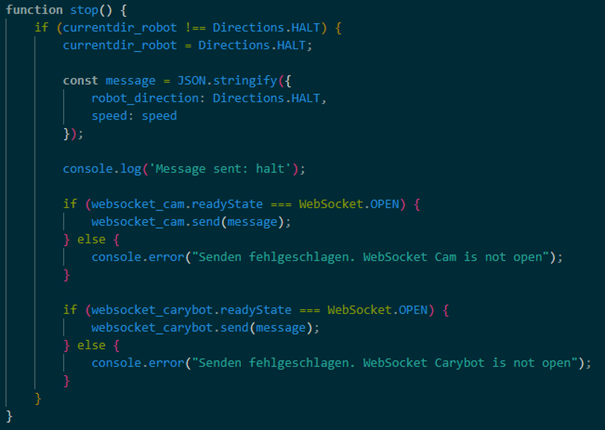 function stop() {
    if (currentdir_robot !== Directions.HALT) {
        currentdir_robot = Directions.HALT;

        const message = JSON.stringify({
            robot_direction: Directions.HALT,
            speed: speed
        });

        console.log('Message sent: halt');

        if (websocket_cam.readyState === WebSocket.OPEN) {
            websocket_cam.send(message);
        } else {
            console.error("Senden fehlgeschlagen. WebSocket Cam is not open");
        }

        if (websocket_carybot.readyState === WebSocket.OPEN) {
            websocket_carybot.send(message);
        } else {
            console.error("Senden fehlgeschlagen. WebSocket Carybot is not open");
        }
    }
}